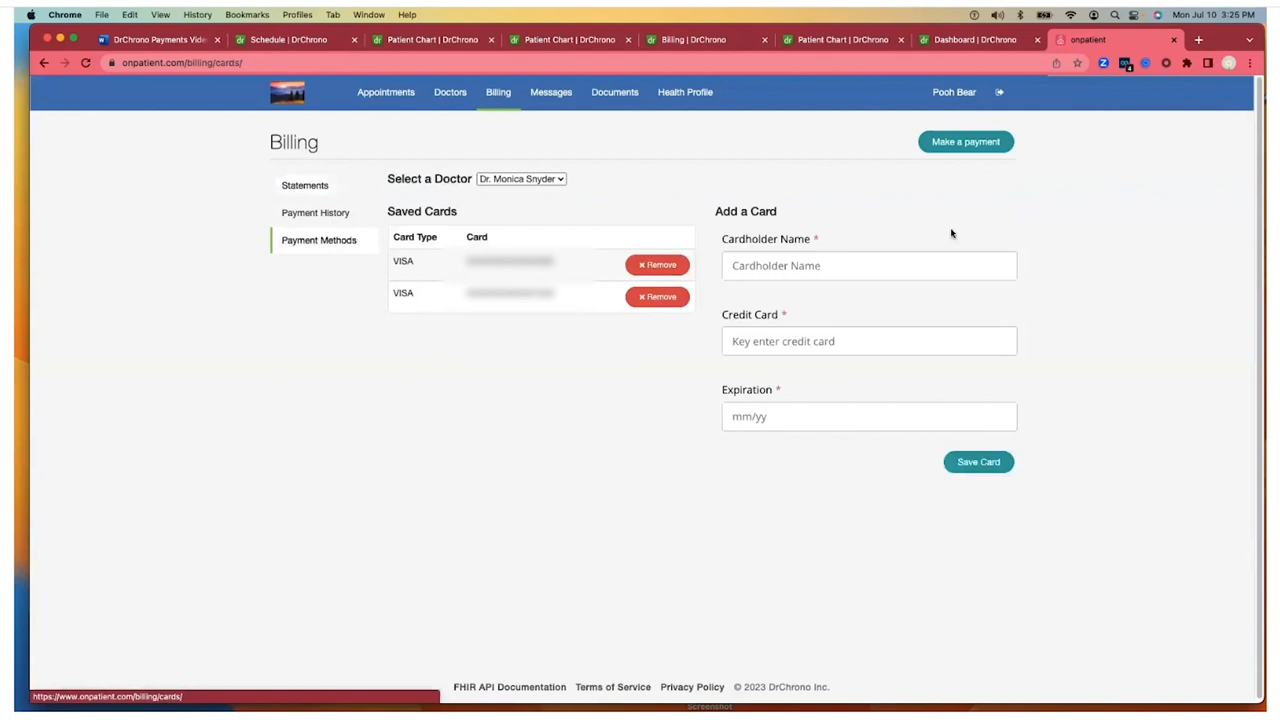 Chrome File Edit View History Bookmarks Profiles Tab Window Help Mon Jul 10 3:25 PM
DrChrono Payments Vide Schedule | DrChrono Patient Chart | DrChrono Patient Chart | DrChrono Billing | DrChrono Patient Chart | DrChrono Dashboard | DrChrono onpatient
onpatient.com/billing/cards/
Appointments Doctors Billing Messages Documents Health Profile Pooh Bear
Billing
Make a payment
Statements
Payment History
Payment Methods
Select a Doctor Dr. Monica Snyder
Saved Cards
Card Type Card
VISA Remove
VISA Remove
Add a Card
Cardholder Name *
Cardholder Name
Credit Card *
Key enter credit card
Expiration *
mm/yy
Save Card
FHIR API Documentation Terms of Service Privacy Policy © 2023 DrChrono Inc.
https://www.onpatient.com/billing/cards/
Screenshot